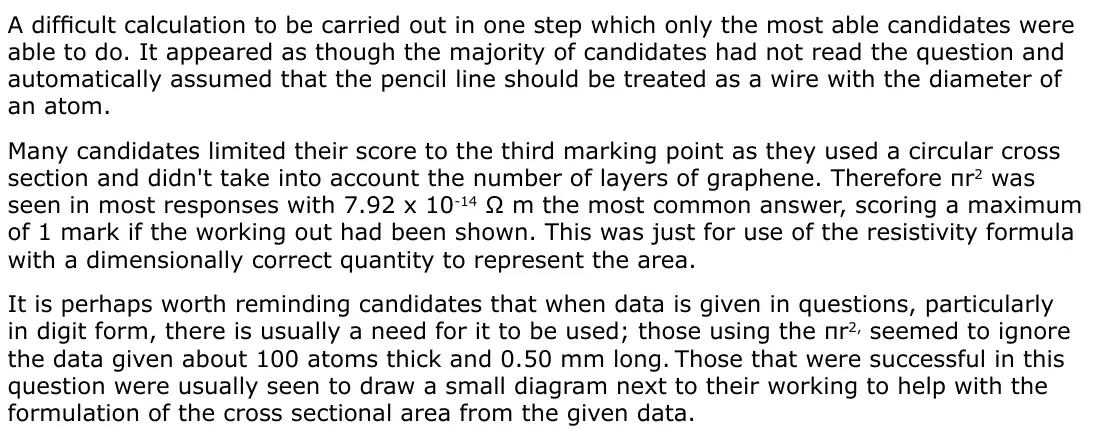 A difficult calculation to be carried out in one step which only the most able candidates were
able to do. It appeared as though the majority of candidates had not read the question and
automatically assumed that the pencil line should be treated as a wire with the diameter of
an atom.
Many candidates limited their score to the third marking point as they used a circular cross
section and didn't take into account the number of layers of graphene. Therefore πr² was
seen in most responses with 7.92 x 10⁻¹⁴ Ω m the most common answer, scoring a maximum
of 1 mark if the working out had been shown. This was just for use of the resistivity formula
with a dimensionally correct quantity to represent the area.
It is perhaps worth reminding candidates that when data is given in questions, particularly
in digit form, there is usually a need for it to be used; those using the πr², seemed to ignore
the data given about 100 atoms thick and 0.50 mm long. Those that were successful in this
question were usually seen to draw a small diagram next to their working to help with the
formulation of the cross sectional area from the given data.